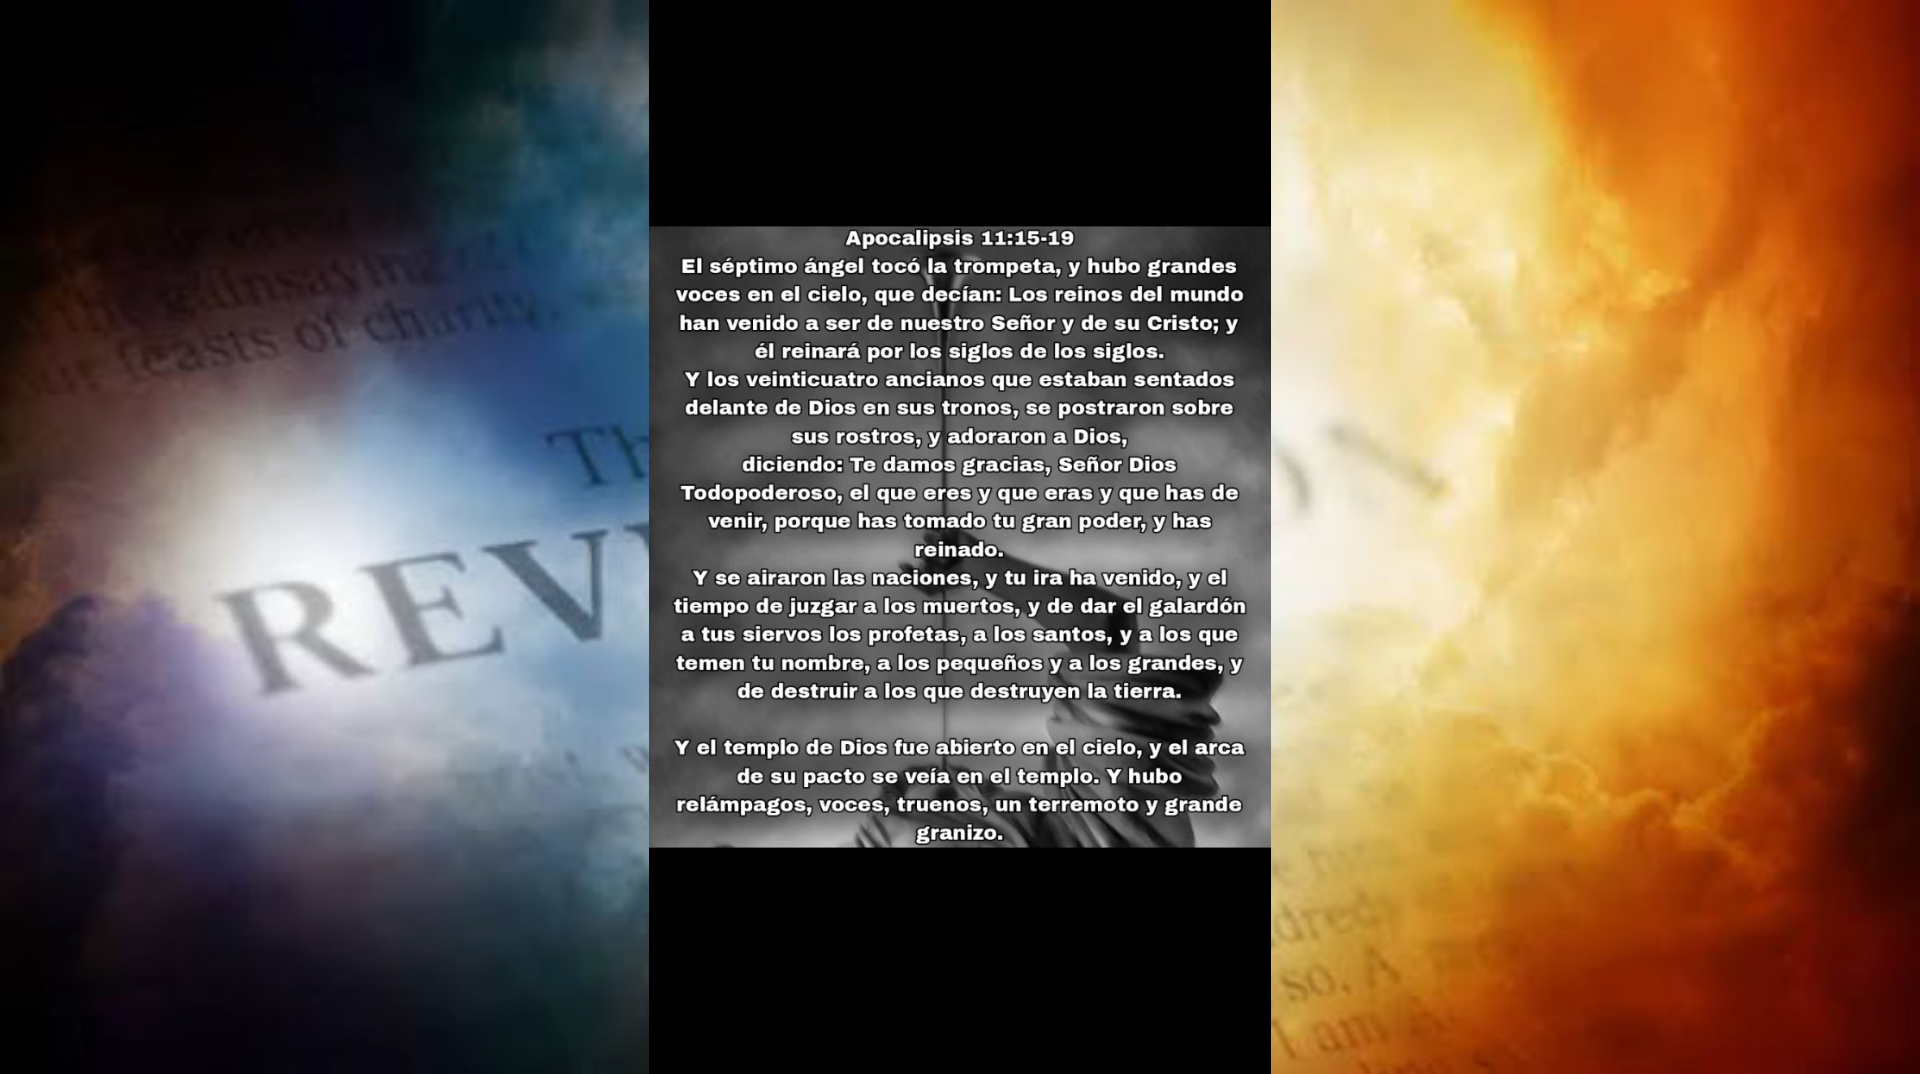 the gainsaying
feasts of charity,
Th
REV
Apocalipsis 11:15-19
El séptimo ángel tocó la trompeta, y hubo grandes
voces en el cielo, que decían: Los reinos del mundo
han venido a ser de nuestro Señor y de su Cristo; y
él reinará por los siglos de los siglos.
Y los veinticuatro ancianos que estaban sentados
delante de Dios en sus tronos, se postraron sobre
sus rostros, y adoraron a Dios,
diciendo: Te damos gracias, Señor Dios
Todopoderoso, el que eres y que eras y que has de
venir, porque has tomado tu gran poder, y has
reinado.
Y se airaron las naciones, y tu ira ha venido, y el
tiempo de juzgar a los muertos, y de dar el galardón
a tus siervos los profetas, a los santos, y a los que
temen tu nombre, a los pequeños y a los grandes, y
de destruir a los que destruyen la tierra.
Y el templo de Dios fue abierto en el cielo, y el arca
de su pacto se veía en el templo. Y hubo
relámpagos, voces, truenos, un terremoto y grande
granizo.
dred
so, A
I am A